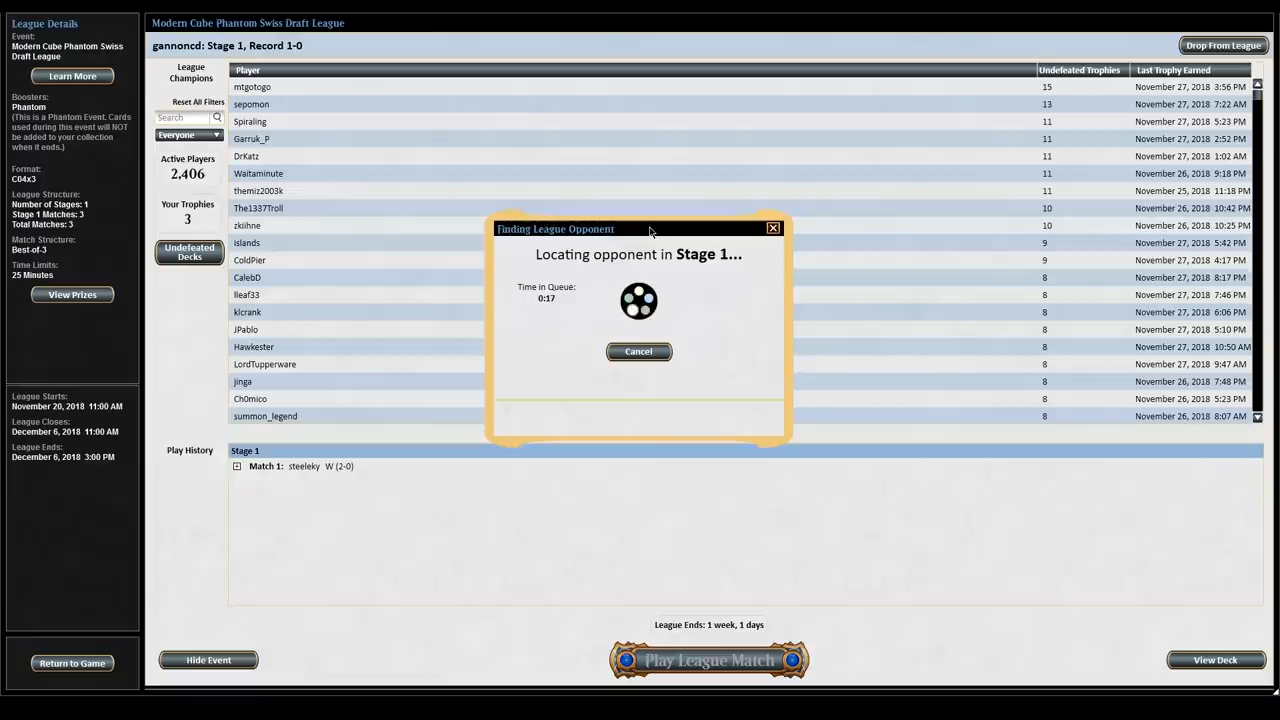 League Details
Event:
Modern Cube Phantom Swiss
Draft League
Learn More
Boosters:
Phantom
(This is a Phantom Event. Cards
used during this event will NOT
be added to your collection
when it ends.)
Format:
C04x3
League Structure:
Number of Stages: 1
Stage 1 Matches: 3
Total Matches: 3
Match Structure:
Best-of-3
Time Limits:
25 Minutes
View Prizes
League Starts:
November 20, 2018 11:00 AM
League Closes:
December 6, 2018 11:00 AM
League Ends:
December 6, 2018 3:00 PM
Return to Game
Modern Cube Phantom Swiss Draft League
gannoncd: Stage 1, Record 1-0
Drop From League
League
Champions
Reset All Filters
Search
Everyone
Active Players
2,406
Your Trophies
3
Undefeated
Decks
Player Undefeated Trophies Last Trophy Earned
mtgotogo 15 November 27, 2018 3:56 PM
sepomon 13 November 27, 2018 7:22 AM
Spiraling 11 November 27, 2018 5:23 PM
Garruk_P 11 November 27, 2018 2:52 PM
DrKatz 11 November 27, 2018 1:02 AM
Waitaminute 11 November 26, 2018 9:18 PM
themiz2003k 11 November 25, 2018 11:18 PM
The1337Troll 10 November 26, 2018 10:42 PM
zkiihne 10 November 26, 2018 10:25 PM
islands 9 November 27, 2018 5:42 PM
ColdPier 9 November 27, 2018 4:17 PM
CalebD 8 November 27, 2018 8:17 PM
lleaf33 8 November 27, 2018 7:46 PM
klcrank 8 November 27, 2018 6:06 PM
JPablo 8 November 27, 2018 5:10 PM
Hawkester 8 November 27, 2018 10:50 AM
LordTupperware 8 November 27, 2018 9:47 AM
jinga 8 November 26, 2018 7:48 PM
Ch0mico 8 November 26, 2018 5:23 PM
summon_legend 8 November 26, 2018 8:07 AM
Finding League Opponent
Locating opponent in Stage 1...
Time in Queue:
0:17
Cancel
Play History
Stage 1
Match 1: steeleky W (2-0)
League Ends: 1 week, 1 days
Hide Event
Play League Match
View Deck